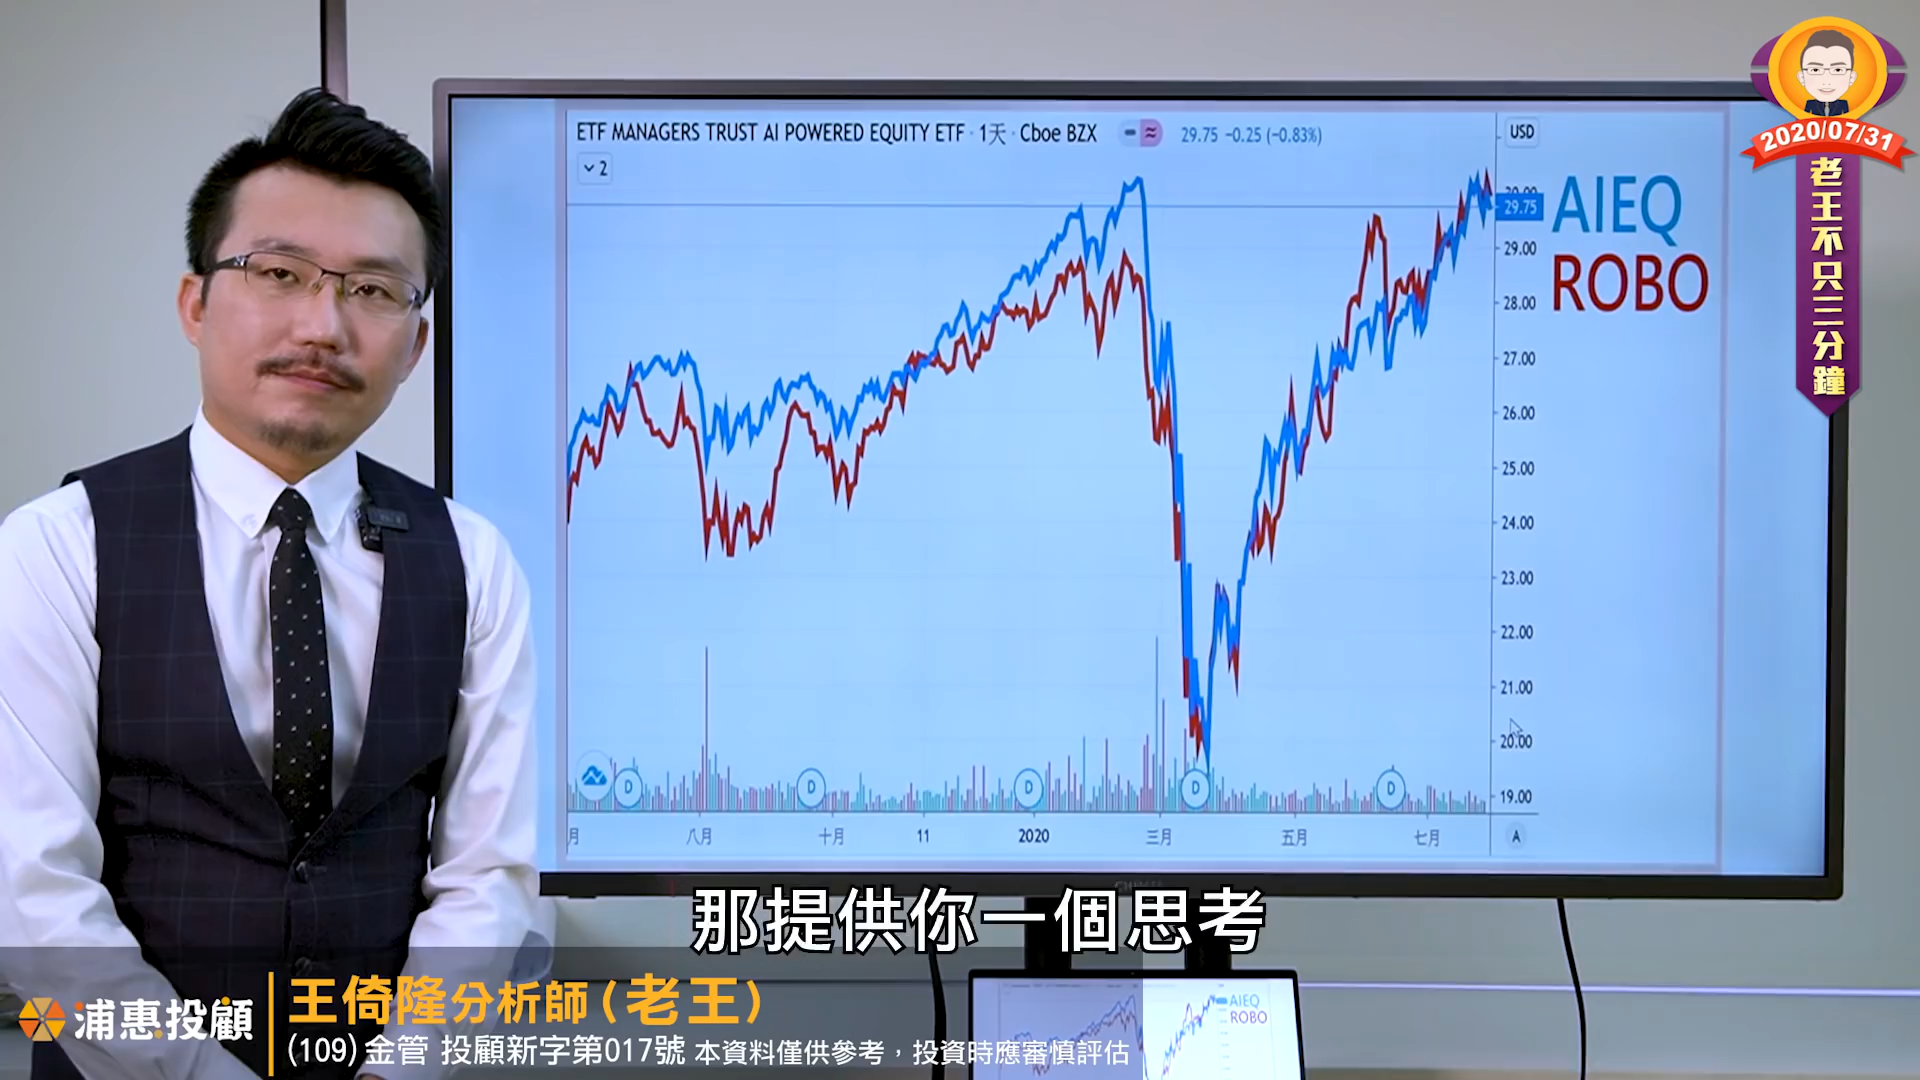 ETF MANAGERS TRUST AI POWERED EQUITY ETF · 1天 · Cboe BZX
29.75 −0.25 (−0.83%)
2
USD
29.75
29.00
28.00
27.00
26.00
25.00
24.00
23.00
22.00
21.00
20.00
19.00
AIEQ
ROBO
D
D
D
D
D
月
八月
十月
11
2020
三月
五月
七月
A
2020/07/31
老王不只三分鐘
那提供你一個思考
浦惠投顧
王倚隆分析師(老王)
(109)金管 投顧新字第017號 本資料僅供參考，投資時應審慎評估
AIEQ
ROBO